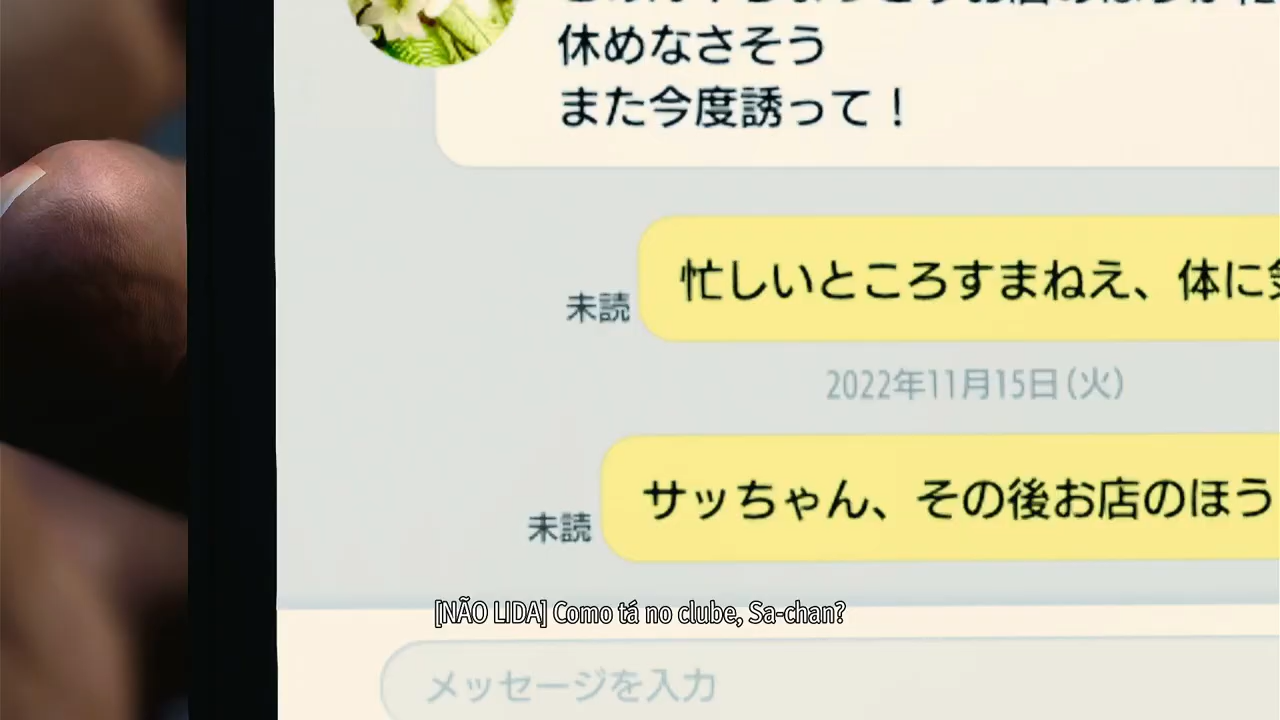 休めなさそう
また今度誘って！
忙しいところすまねえ、体に
未読
2022年11月15日(火)
サッちゃん、その後お店のほう
未読
[NÃO LIDA] Como tá no clube, Sa-chan?
メッセージを入力